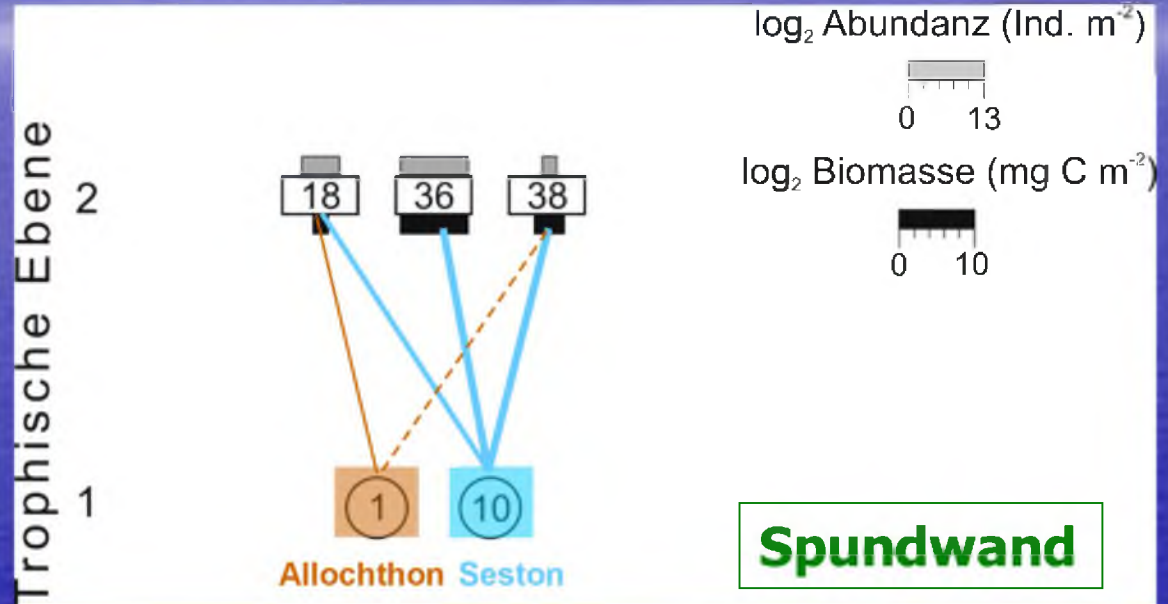 log₂ Abundanz (Ind. m⁻²)
0 13
log₂ Biomasse (mg C m⁻²)
0 10
Trophische Ebene
2
18 36 38
1
1 10
Allochthon Seston
Spundwand